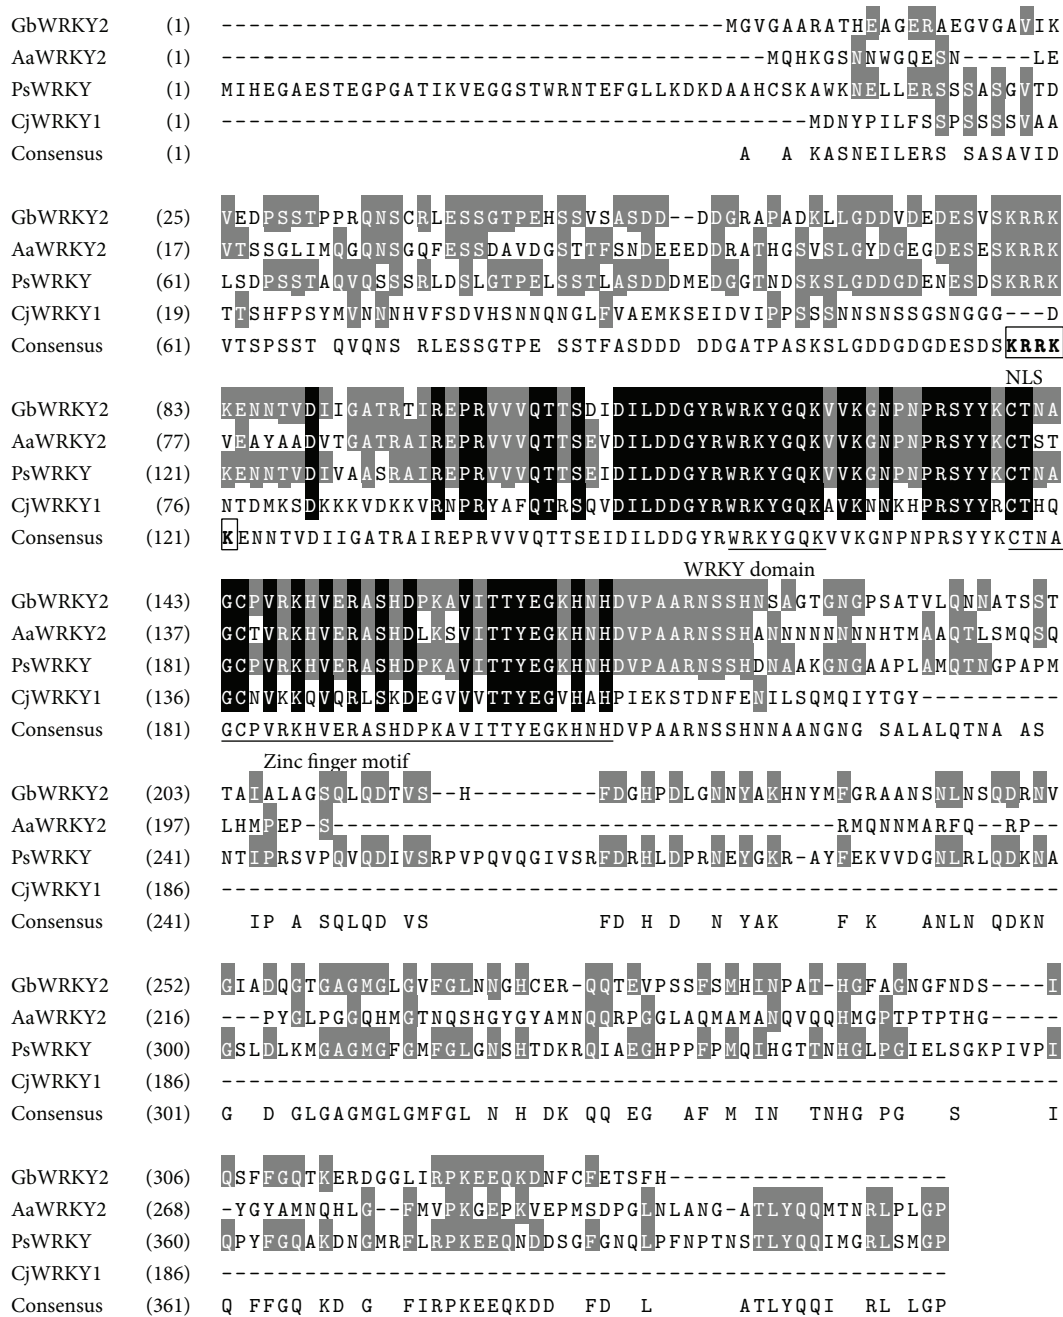 GbWRKY2 (1) ------------------------------------MGVGAARATHEAGERAEGVGAVIK
AaWRKY2 (1) ---------------------------------------MQHKGSNNWGQESN-----LE
PsWRKY (1) MIHEGAESTEGPGATIKVEGGSTWRNTEFGLLKDKDAAHCSKAWKNELLERSSSASGVTD
CjWRKY1 (1) ------------------------------------------MDNYPILFSSPSSSSVAA
Consensus (1) A A KASNEILERS SASAVID
GbWRKY2 (25) VEDPSSTPPRQNSCRLESSGTPEHSSVSASDD--DDGRAPADKLLGDDVDEDESVSKRRK
AaWRKY2 (17) VTSSGLIMQGQNSGQFESSDAVDGSTTFSNDEEEDDRATHGSVSLGYDGEGDESESKRRK
PsWRKY (61) LSDPSSTAQVQSSSRLDSLGTPELSSTLASDDDMEDGGTNDSKSLGDDGDENESDSKRRK
CjWRKY1 (19) TTSHFPSYMVNNNHVFSDVHSNNQNGLFVAEMKSEIDVIPPSSSNNSNSSGSNGGG---D
Consensus (61) VTSPSST QVQNS RLESSGTPE SSTFASDDD DDGATPASKSLGDDGDGDESDSKRRK
NLS
GbWRKY2 (83) KENNTVDIIGATRTIREPRVVVQTTSDIDILDDGYRWRKYGQKVVKGNPNPRSYYKCTNA
AaWRKY2 (77) VEAYAADVTGATRAIREPRVVVQTTSEVDILDDGYRWRKYGQKVVKGNPNPRSYYKCTST
PsWRKY (121) KENNTVDIVAASRAIREPRVVVQTTSEIDILDDGYRWRKYGQKVVKGNPNPRSYYKCTNA
CjWRKY1 (76) NTDMKSDKKKVDKKVRNPRYAFQTRSQVDILDDGYRWRKYGQKAVKNNKHPRSYYRCTHQ
Consensus (121) KENNTVDIIGATRAIREPRVVVQTTSEIDILDDGYRWRKYGQKVVKGNPNPRSYYKCTNA
WRKY domain
GbWRKY2 (143) GCPVRKHVERASHDPKAVITTYEGKHNHDVPAARNSSHNSAGTGNGPSATVLQNNATSST
AaWRKY2 (137) GCTVRKHVERASHDLKSVITTYEGKHNHDVPAARNSSHANNNNNNNNHTMAAQTLSMQSQ
PsWRKY (181) GCPVRKHVERASHDPKAVITTYEGKHNHDVPAARNSSHDNAAKGNGAAPLAMQTNGPAPM
CjWRKY1 (136) GCNVKKQVQRLSKDEGVVVTTYEGVHAHPIEKSTDNFENILSQMQIYTGY----------
Consensus (181) GCPVRKHVERASHDPKAVITTYEGKHNHDVPAARNSSHNNAANGNG SALALQTNA AS
Zinc finger motif
GbWRKY2 (203) TAIALAGSQLQDTVS--H---------FDGHPDLGNNYAKHNYMFGRAANSNLNSQDRNV
AaWRKY2 (197) LHMPEP-S------------------------------------RMQNNMARFQ--RP--
PsWRKY (241) NTIPRSVPQVQDIVSRPVPQVQGIVSRFDRHLDPRNEYGKR-AYFEKVVDGNLRLQDKNA
CjWRKY1 (186) ------------------------------------------------------------
Consensus (241) IP A SQLQD VS FD H D N YAK F K ANLN QDKN
GbWRKY2 (252) GIADQGTGAGMGLGVFGLNNGHCER-QQTEVPSSFSMHINPAT-HGFAGNGFNDS----I
AaWRKY2 (216) ---PYGLPGGQHMGTNQSHGYGYAMNQQRPGGLAQMAMANQVQQHMGPTPTPTHG-----
PsWRKY (300) GSLDLKMGAGMGFGMFGLGNSHTDKRQIAEGHPPFPMQIHGTTNHGLPGIELSGKPIVPI
CjWRKY1 (186) ------------------------------------------------------------
Consensus (301) G D GLGAGMGLGMFGL N H DK QQ EG AF M IN TNHG PG S I
GbWRKY2 (306) QSFFGQTKERDGGLIRPKEEQKDNFCFETSFH--------------------
AaWRKY2 (268) -YGYAMNQHLG--FMVPKGEPKVEPMSDPGLNLANG-ATLYQQMTNRLPLGP
PsWRKY (360) QPYFGQAKDNGMRFLRPKEEQNDDSGFGNQLPFNPTNSTLYQQIMGRLSMGP
CjWRKY1 (186) ----------------------------------------------------
Consensus (361) Q FFGQ KD G FIRPKEEQKDD FD L ATLYQQI RL LGP